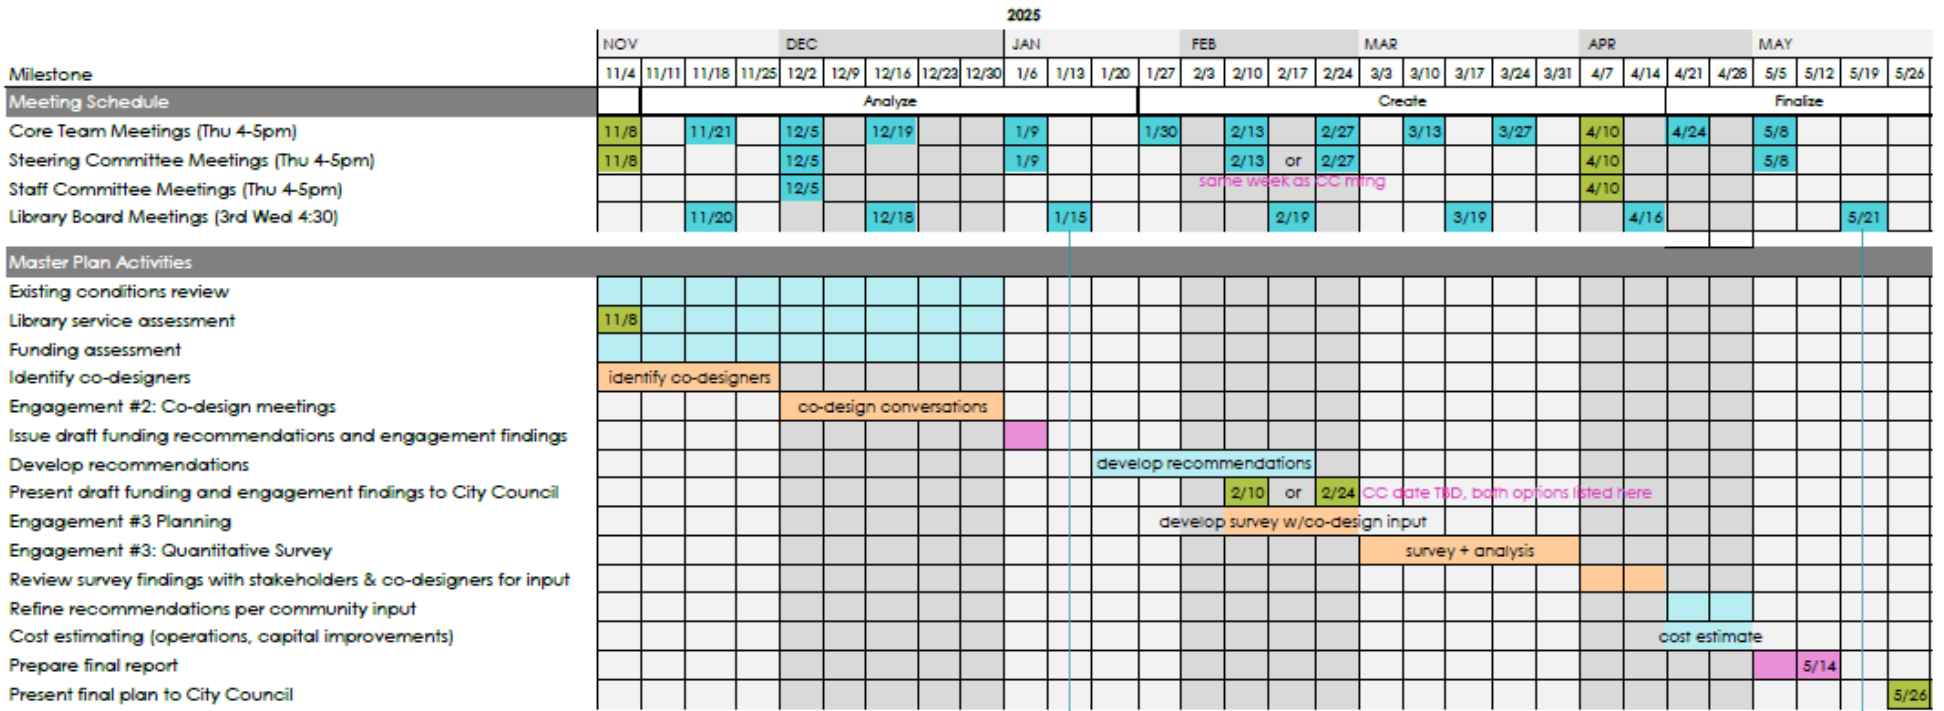 2025
NOV DEC JAN FEB MAR APR MAY
Milestone 11/4 11/11 11/18 11/25 12/2 12/9 12/16 12/23 12/30 1/6 1/13 1/20 1/27 2/3 2/10 2/17 2/24 3/3 3/10 3/17 3/24 3/31 4/7 4/14 4/21 4/28 5/5 5/12 5/19 5/26
Meeting Schedule Analyze Create Finalize
Core Team Meetings (Thu 4-5pm) 11/8 11/21 12/5 12/19 1/9 1/30 2/13 2/27 3/13 3/27 4/10 4/24 5/8
Steering Committee Meetings (Thu 4-5pm) 11/8 12/5 1/9 2/13 or 2/27 4/10 5/8
same week as CC mtng
Staff Committee Meetings (Thu 4-5pm) 12/5 4/10
Library Board Meetings (3rd Wed 4:30) 11/20 12/18 1/15 2/19 3/19 4/16 5/21
Master Plan Activities
Existing conditions review
Library service assessment 11/8
Funding assessment
Identify co-designers identify co-designers
Engagement #2: Co-design meetings co-design conversations
Issue draft funding recommendations and engagement findings
Develop recommendations develop recommendations
Present draft funding and engagement findings to City Council 2/10 or 2/24 CC date TBD, both options listed here
Engagement #3 Planning develop survey w/co-design input
Engagement #3: Quantitative Survey survey + analysis
Review survey findings with stakeholders & co-designers for input
Refine recommendations per community input
Cost estimating (operations, capital improvements) cost estimate
Prepare final report 5/14
Present final plan to City Council 5/26